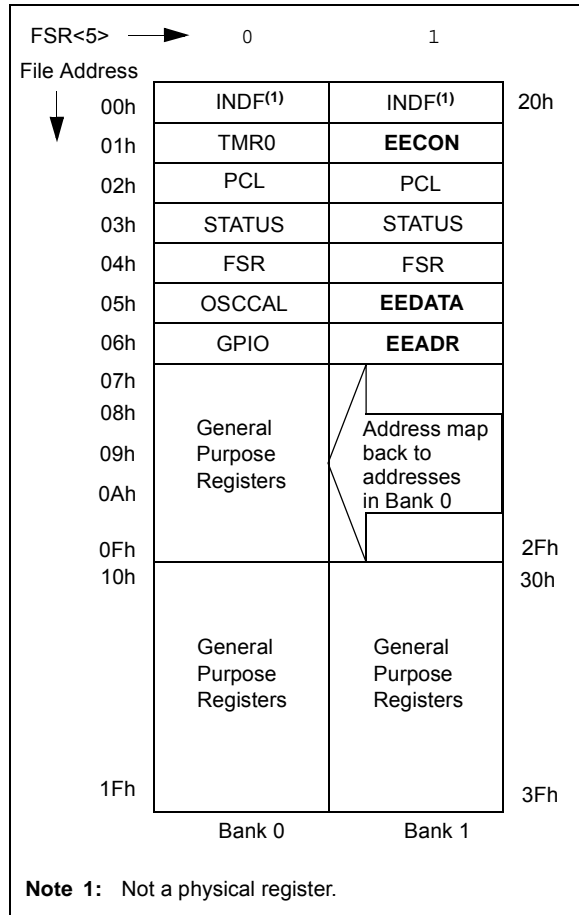 FSR<5> 0 1
File Address
00h INDF(1) INDF(1) 20h
01h TMR0 EECON
02h PCL PCL
03h STATUS STATUS
04h FSR FSR
05h OSCCAL EEDATA
06h GPIO EEADR
07h
08h
09h
0Ah
General
Purpose
Registers
Address map
back to
addresses
in Bank 0
0Fh 2Fh
10h 30h
General
Purpose
Registers
General
Purpose
Registers
1Fh 3Fh
Bank 0 Bank 1
Note 1: Not a physical register.